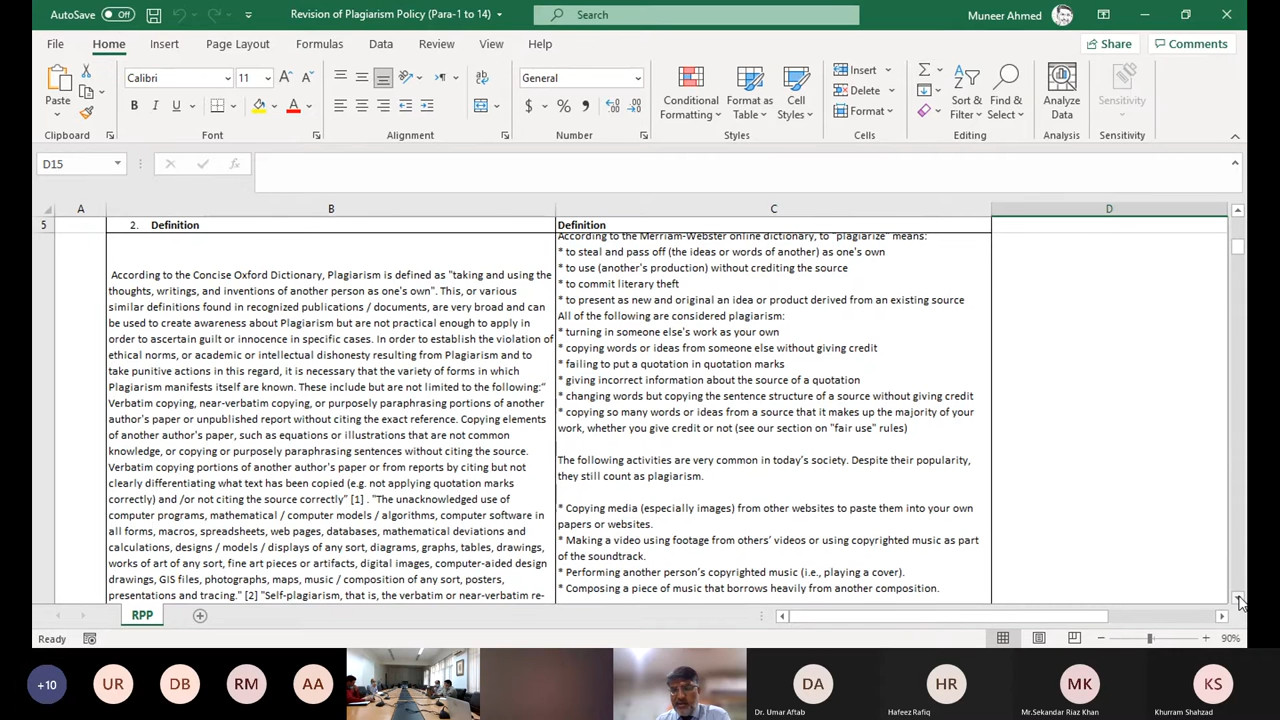 AutoSave Off Revision of Plagiarism Policy (Para-1 to 14) Search Muneer Ahmed
File Home Insert Page Layout Formulas Data Review View Help Share Comments
Paste
Clipboard
Calibri 11
B I U A
Font
Alignment
General
$ % ,
Number
Conditional Formatting
Format as Table
Cell Styles
Styles
Insert
Delete
Format
Cells
Sort & Filter
Find & Select
Editing
Analyze Data
Analysis
Sensitivity
Sensitivity
D15 fx
A B C D
5
2. Definition
According to the Concise Oxford Dictionary, Plagiarism is defined as "taking and using the
thoughts, writings, and inventions of another person as one's own". This, or various
similar definitions found in recognized publications / documents, are very broad and can
be used to create awareness about Plagiarism but are not practical enough to apply in
order to ascertain guilt or innocence in specific cases. In order to establish the violation of
ethical norms, or academic or intellectual dishonesty resulting from Plagiarism and to
take punitive actions in this regard, it is necessary that the variety of forms in which
Plagiarism manifests itself are known. These include but are not limited to the following:"
Verbatim copying, near-verbatim copying, or purposely paraphrasing portions of another
author's paper or unpublished report without citing the exact reference. Copying elements
of another author's paper, such as equations or illustrations that are not common
knowledge, or copying or purposely paraphrasing sentences without citing the source.
Verbatim copying portions of another author's paper or from reports by citing but not
clearly differentiating what text has been copied (e.g. not applying quotation marks
correctly) and /or not citing the source correctly” [1] . "The unacknowledged use of
computer programs, mathematical / computer models / algorithms, computer software in
all forms, macros, spreadsheets, web pages, databases, mathematical deviations and
calculations, designs / models / displays of any sort, diagrams, graphs, tables, drawings,
works of art of any sort, fine art pieces or artifacts, digital images, computer-aided design
drawings, GIS files, photographs, maps, music / composition of any sort, posters,
presentations and tracing." [2] "Self-plagiarism, that is, the verbatim or near-verbatim re-
Definition
According to the Merriam-Webster online dictionary, to "plagiarize" means:
* to steal and pass off (the ideas or words of another) as one's own
* to use (another's production) without crediting the source
* to commit literary theft
* to present as new and original an idea or product derived from an existing source
All of the following are considered plagiarism:
* turning in someone else's work as your own
* copying words or ideas from someone else without giving credit
* failing to put a quotation in quotation marks
* giving incorrect information about the source of a quotation
* changing words but copying the sentence structure of a source without giving credit
* copying so many words or ideas from a source that it makes up the majority of your
work, whether you give credit or not (see our section on "fair use" rules)
The following activities are very common in today’s society. Despite their popularity,
they still count as plagiarism.
* Copying media (especially images) from other websites to paste them into your own
papers or websites.
* Making a video using footage from others’ videos or using copyrighted music as part
of the soundtrack.
* Performing another person’s copyrighted music (i.e., playing a cover).
* Composing a piece of music that borrows heavily from another composition.
RPP
Ready 90%
+10 UR DB RM AA DA HR MK KS
Dr. Umar Aftab Hafeez Rafiq Mr.Sekandar Riaz Khan Khurram Shahzad